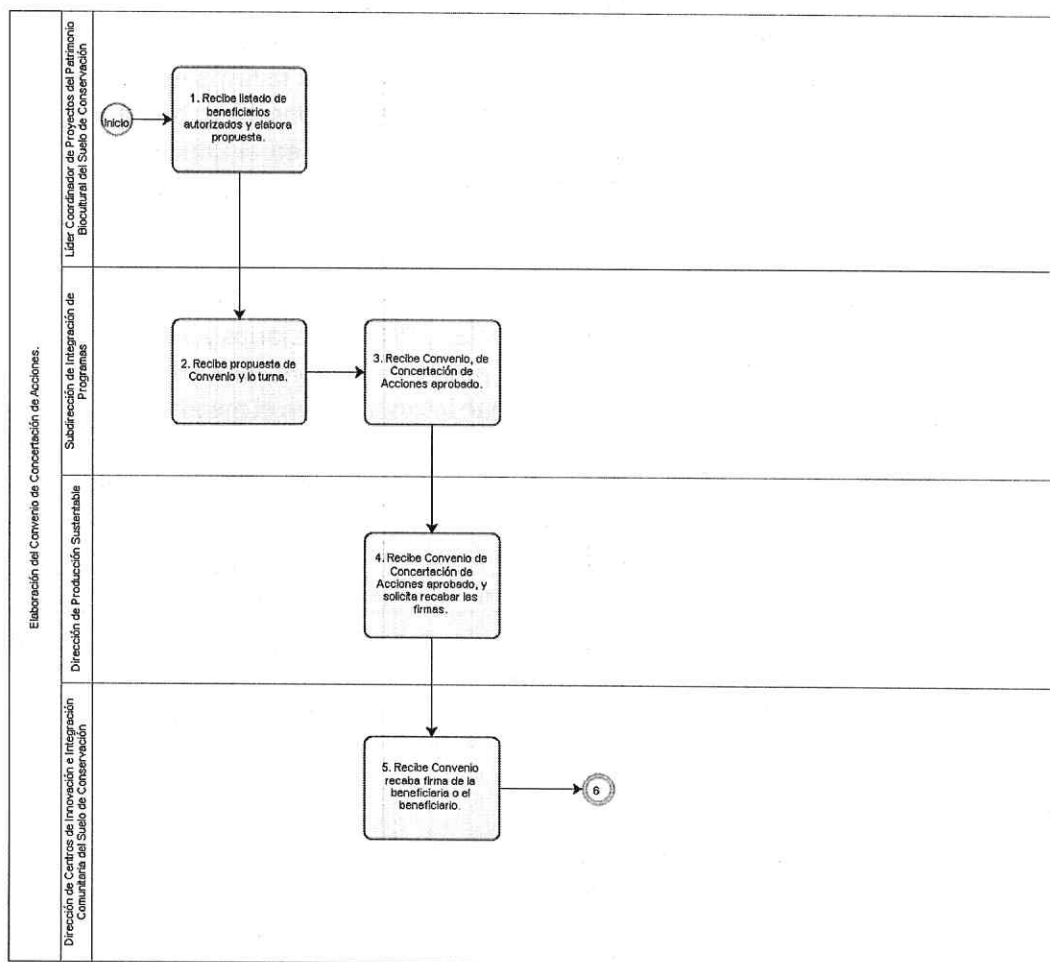 Elaboración del Convenio de Concertación de Acciones.
Líder Coordinador de Proyectos del Patrimonio
Biocultural del Suelo de Conservación
Inicio
1. Recibe listado de
beneficiarios
autorizados y elabora
propuesta.
Subdirección de Integración de
Programas
2. Recibe propuesta de
Convenio y lo turna.
3. Recibe Convenio, de
Concertación de
Acciones aprobado.
Dirección de Producción Sustentable
4. Recibe Convenio de
Concertación de
Acciones aprobado, y
solicita recabar las
firmas.
Dirección de Centros de Innovación e Integración
Comunitaria del Suelo de Conservación
5. Recibe Convenio
recaba firma de la
beneficiaria o el
beneficiario.
6